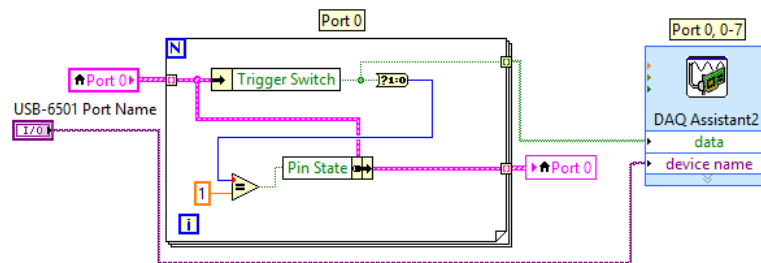 Port 0
Port 0, 0-7
N
Port 0
Trigger Switch
?1:0
USB-6501 Port Name
I/O
DAQ Assistant2
data
device name
Pin State
Port 0
1
=
i